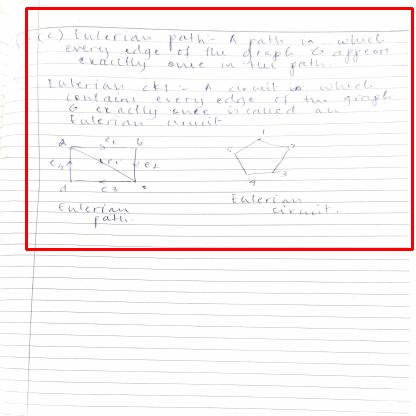 (c) Eulerian path:- A path in which
every edge of the graph G appears
exactly once in the path.
Eulerian ckt:- A circuit in which
contains every edge of the graph
G exactly once is called an
Eulerian circuit
a e1 b 1
e4 e2 2
d e3 c 4 3
Eulerian path.
Eulerian circuit.